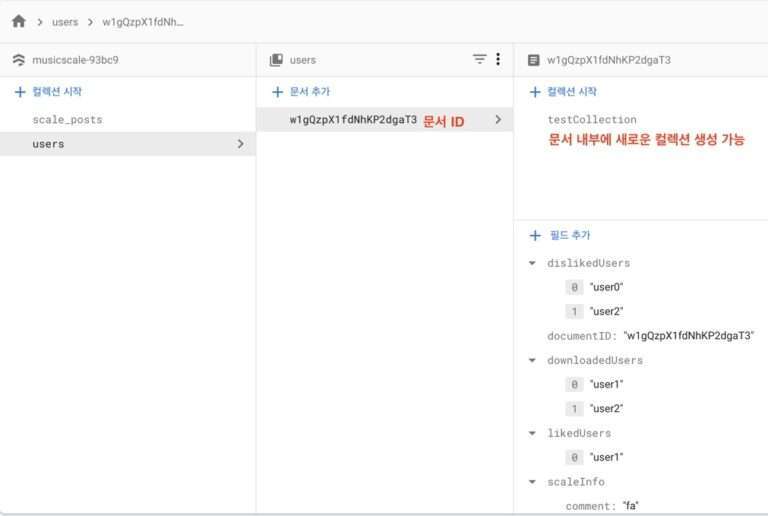 users
w1gQzpX1fdNh…
musicscale-93bc9
컬렉션 시작
scale_posts
users
users
문서 추가
w1gQzpX1fdNhKP2dgaT3 문서 ID
w1gQzpX1fdNhKP2dgaT3
컬렉션 시작
testCollection
문서 내부에 새로운 컬렉션 생성 가능
필드 추가
dislikedUsers
0 "user0"
1 "user2"
documentID: "w1gQzpX1fdNhKP2dgaT3"
downloadedUsers
0 "user1"
1 "user2"
likedUsers
0 "user1"
scaleInfo
comment: "fa"